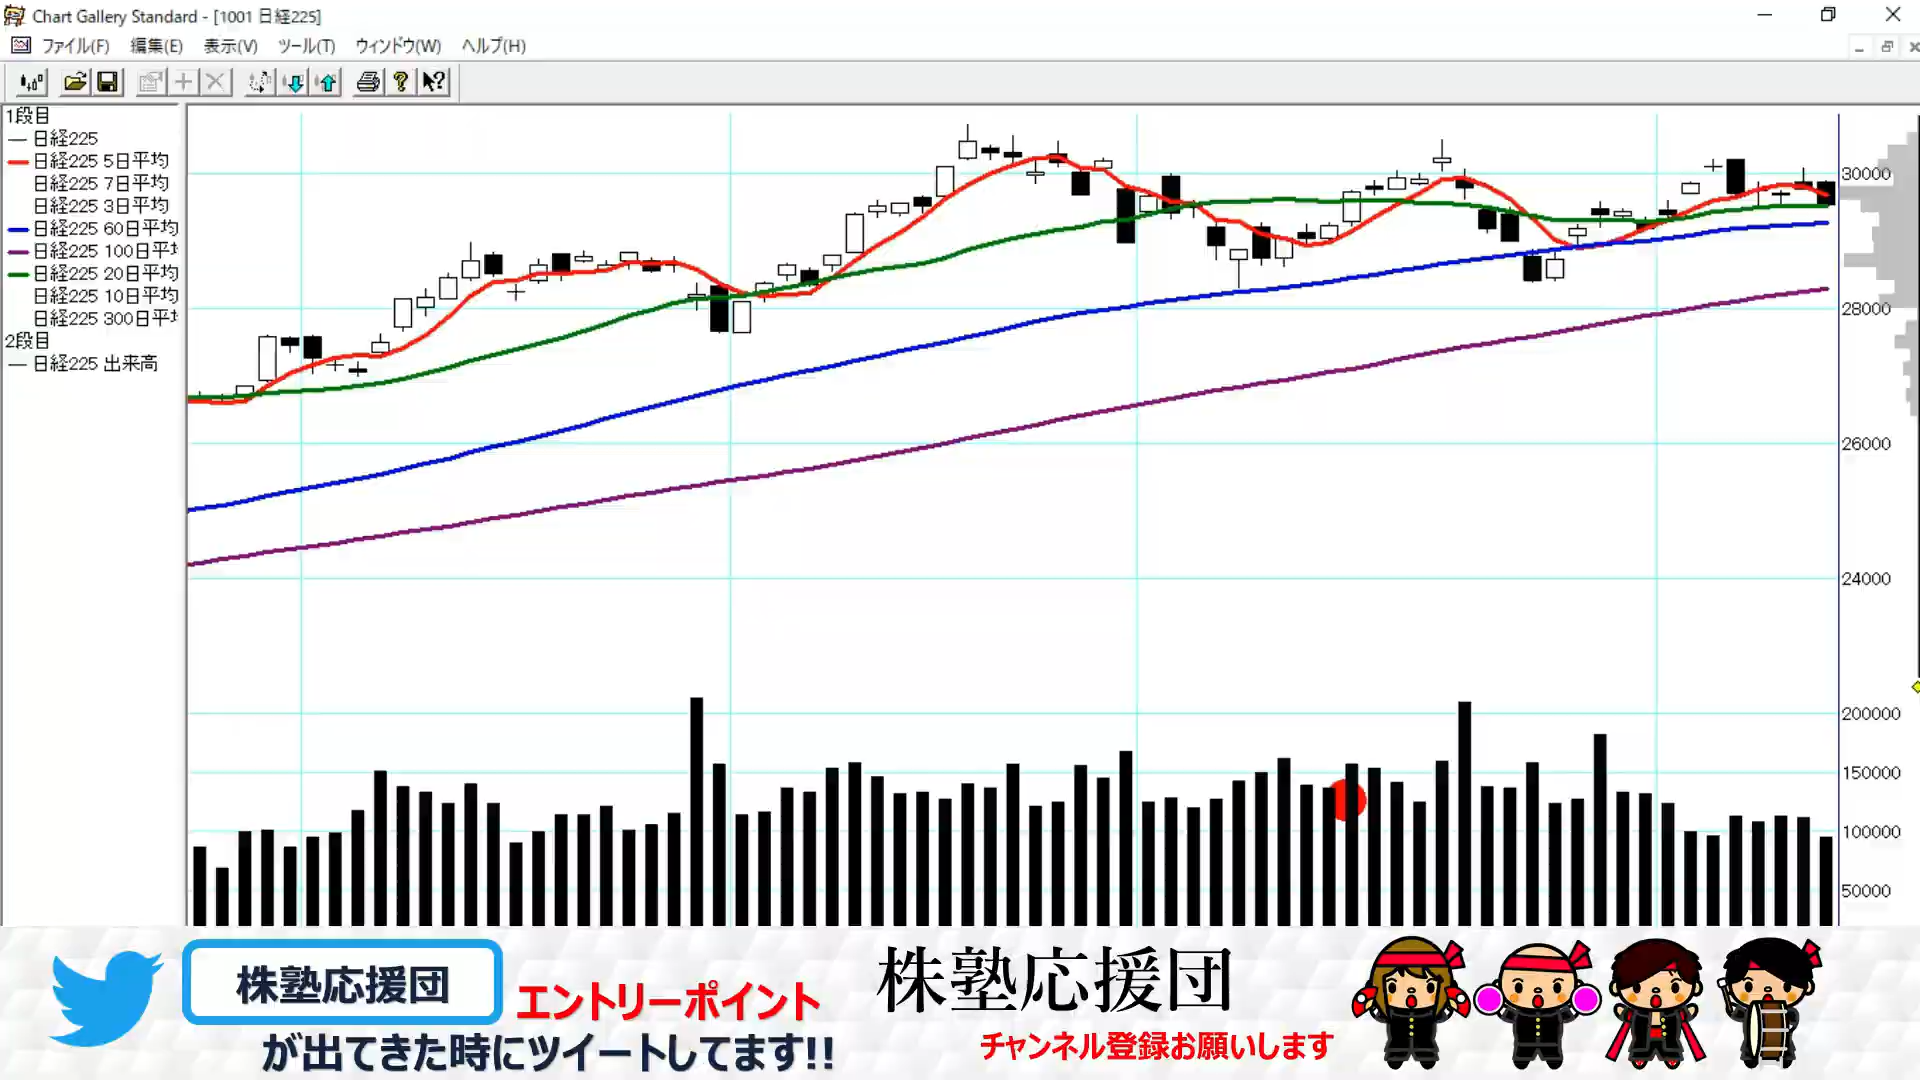 Chart Gallery Standard - [1001 日経225]
ファイル(F) 編集(E) 表示(V) ツール(T) ウィンドウ(W) ヘルプ(H)
1段目
日経225
日経225 5日平均
日経225 7日平均
日経225 3日平均
日経225 60日平均
日経225 100日平均
日経225 20日平均
日経225 10日平均
日経225 300日平均
2段目
日経225 出来高
30000
28000
26000
24000
200000
150000
100000
50000
株塾応援団
エントリーポイント
が出てきた時にツイートしてます!!
株塾応援団
チャンネル登録お願いします